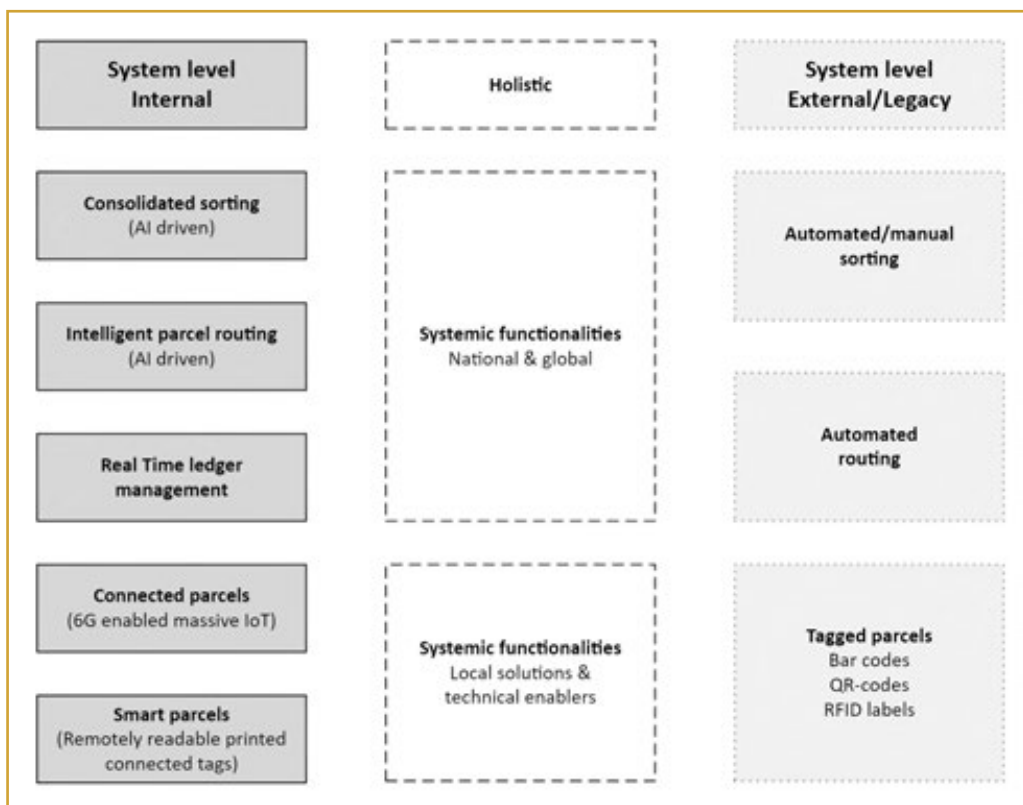 System level
Internal
Holistic
System level
External/Legacy
Consolidated sorting
(AI driven)
Intelligent parcel routing
(AI driven)
Real Time ledger
management
Connected parcels
(6G enabled massive IoT)
Smart parcels
(Remotely readable printed
connected tags)
Systemic functionalities
National & global
Systemic functionalities
Local solutions &
technical enablers
Automated/manual
sorting
Automated
routing
Tagged parcels
Bar codes
QR-codes
RFID labels